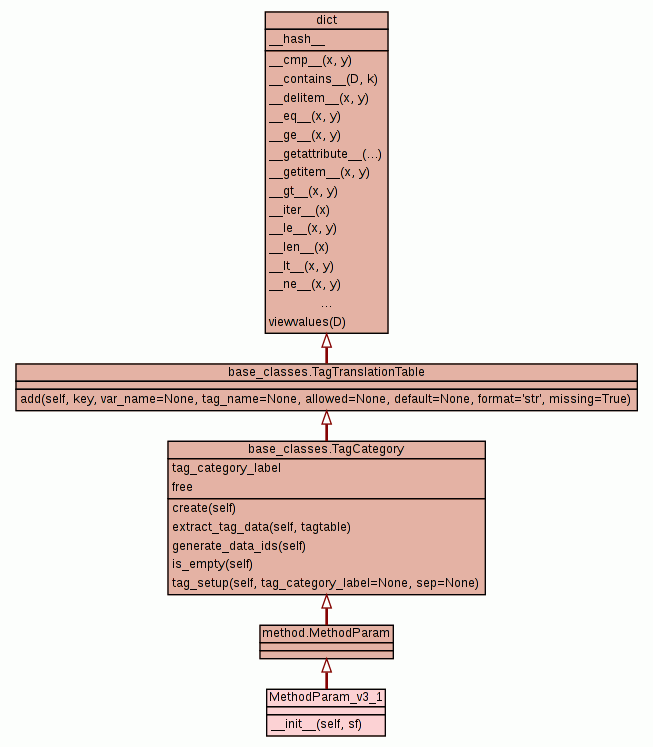 dict
__hash__
__cmp__(x, y)
__contains__(D, k)
__delitem__(x, y)
__eq__(x, y)
__ge__(x, y)
__getattribute__(...)
__getitem__(x, y)
__gt__(x, y)
__iter__(x)
__le__(x, y)
__len__(x)
__lt__(x, y)
__ne__(x, y)
...
viewvalues(D)
base_classes.TagTranslationTable
add(self, key, var_name=None, tag_name=None, allowed=None, default=None, format='str', missing=True)
base_classes.TagCategory
tag_category_label
free
create(self)
extract_tag_data(self, tagtable)
generate_data_ids(self)
is_empty(self)
tag_setup(self, tag_category_label=None, sep=None)
method.MethodParam
MethodParam_v3_1
__init__(self, sf)